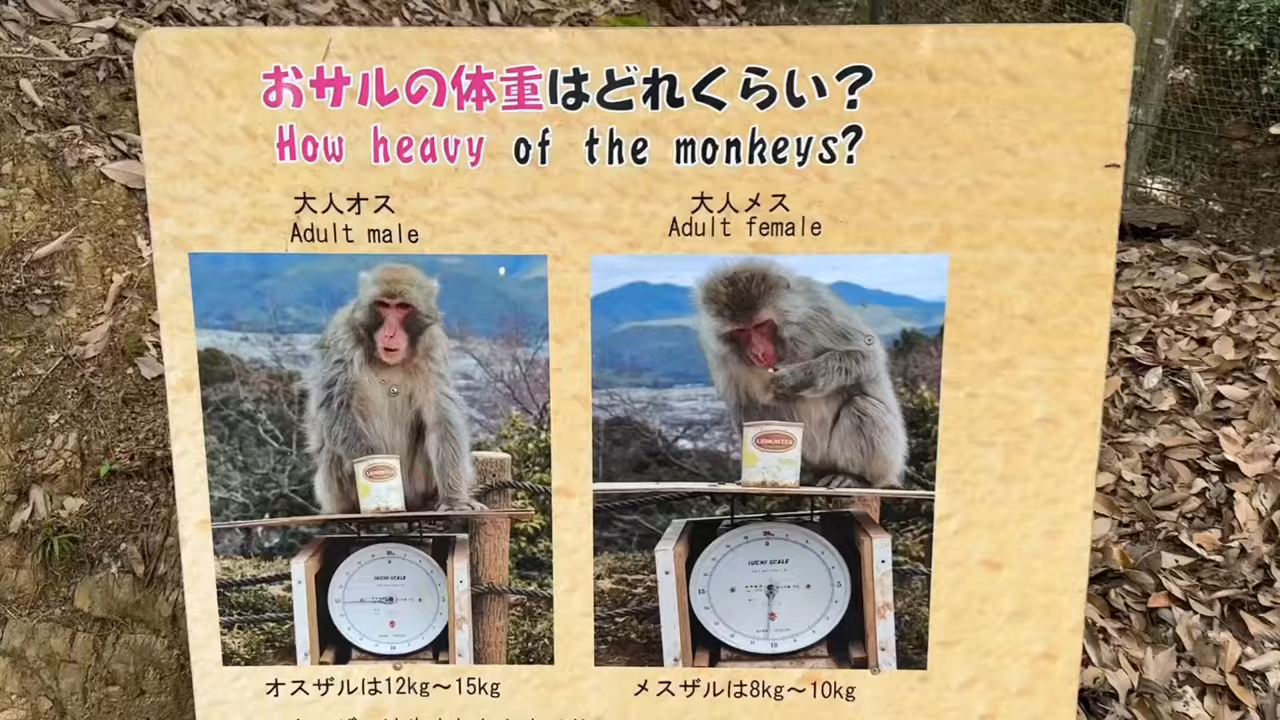 おサルの体重はどれくらい？
How heavy of the monkeys?
大人オス
Adult male
大人メス
Adult female
オスザルは12kg～15kg
メスザルは8kg～10kg